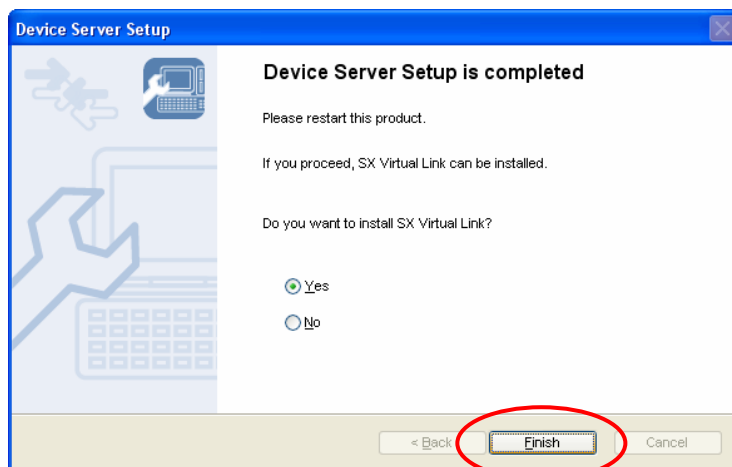 Device Server Setup
Device Server Setup is completed
Please restart this product.
If you proceed, SX Virtual Link can be installed.
Do you want to install SX Virtual Link?
Yes
No
< Back
Finish
Cancel